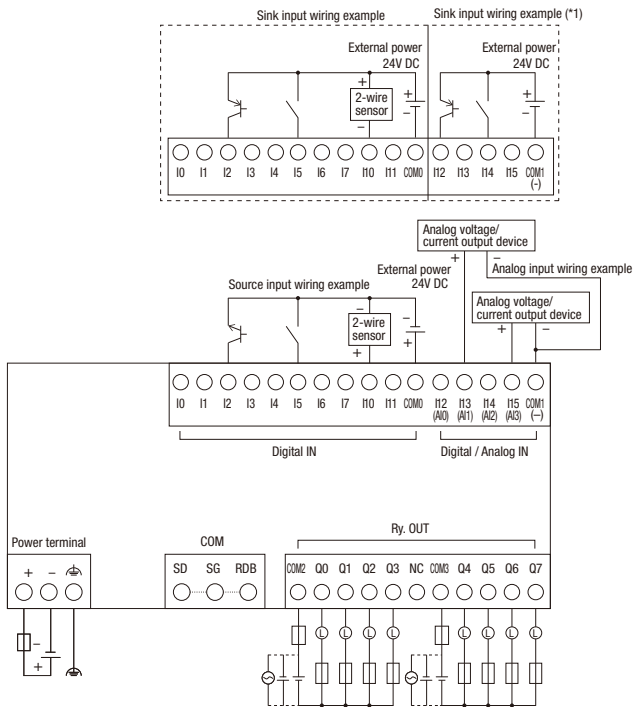 Sink input wiring example
Sink input wiring example (*1)
External power
24V DC
External power
24V DC
+
2-wire
sensor
−
+
−
+
−
I0 I1 I2 I3 I4 I5 I6 I7 I10 I11 COM0 I12 I13 I14 I15 COM1
(-)
Analog voltage/
current output device
+ −
External power
24V DC
Analog input wiring example
Source input wiring example
Analog voltage/
current output device
+ −
−
2-wire
sensor
+
−
+
I0 I1 I2 I3 I4 I5 I6 I7 I10 I11 COM0 I12 I13 I14 I15 COM1
(AI0) (AI1) (AI2) (AI3) (−)
Digital IN
Digital / Analog IN
Ry. OUT
Power terminal
COM
+ −
SD SG RDB
COM2 Q0 Q1 Q2 Q3 NC COM3 Q4 Q5 Q6 Q7
L L L L L L L L
−
+